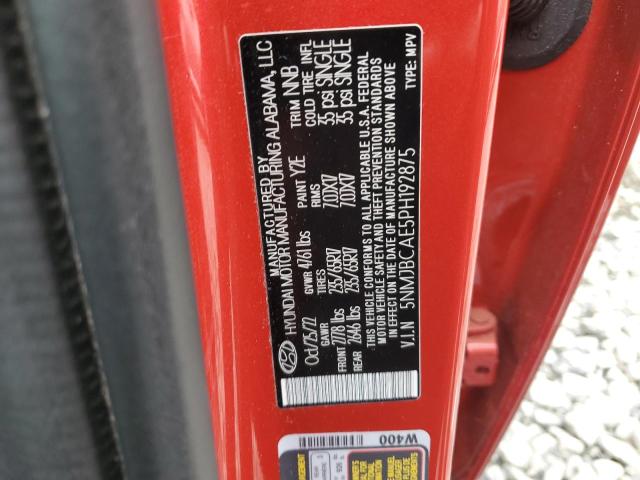 MANUFACTURED BY
HYUNDAI MOTOR MANUFACTURING ALABAMA, LLC
Oct/25/22 GVWR 4761 lbs PAINT Y2E TRIM NNB
GAWR TIRES RIMS COLD TIRE INFL
FRONT 2778 lbs 235/65R17 7.0JX17 35 psi SINGLE
REAR 2646 lbs 235/65R17 7.0JX17 35 psi SINGLE
THIS VEHICLE CONFORMS TO ALL APPLICABLE U.S.A. FEDERAL
MOTOR VEHICLE SAFETY AND THEFT PREVENTION STANDARDS
IN EFFECT ON THE DATE OF MANUFACTURE SHOWN ABOVE
V.I.N 5NMJBCAE5PH192875 TYPE: MPV
W400